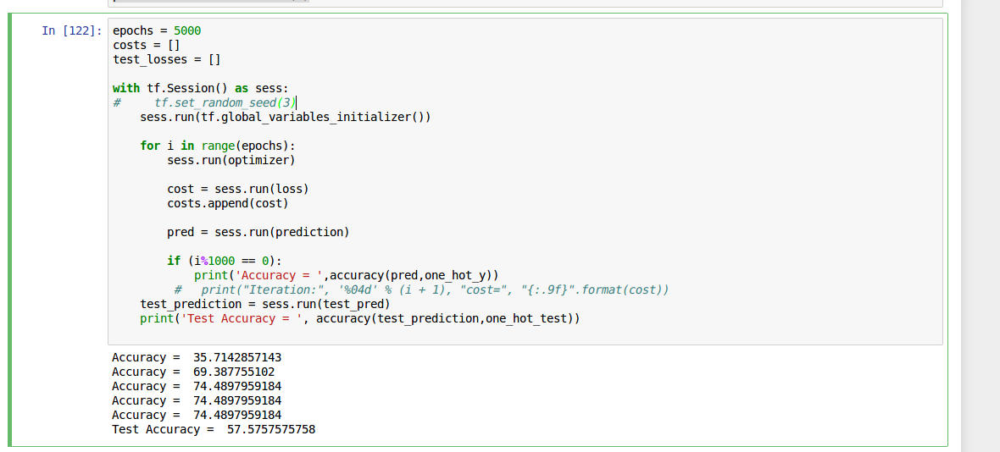 In [122]: epochs = 5000
costs = []
test_losses = []
with tf.Session() as sess:
#     tf.set_random_seed(3)
    sess.run(tf.global_variables_initializer())
    for i in range(epochs):
        sess.run(optimizer)
        cost = sess.run(loss)
        costs.append(cost)
        pred = sess.run(prediction)
        if (i%1000 == 0):
            print('Accuracy = ',accuracy(pred,one_hot_y))
         #   print("Iteration:", '%04d' % (i + 1), "cost=", "{:.9f}".format(cost))
    test_prediction = sess.run(test_pred)
    print('Test Accuracy = ', accuracy(test_prediction,one_hot_test))
Accuracy =  35.7142857143
Accuracy =  69.387755102
Accuracy =  74.4897959184
Accuracy =  74.4897959184
Accuracy =  74.4897959184
Test Accuracy =  57.5757575758